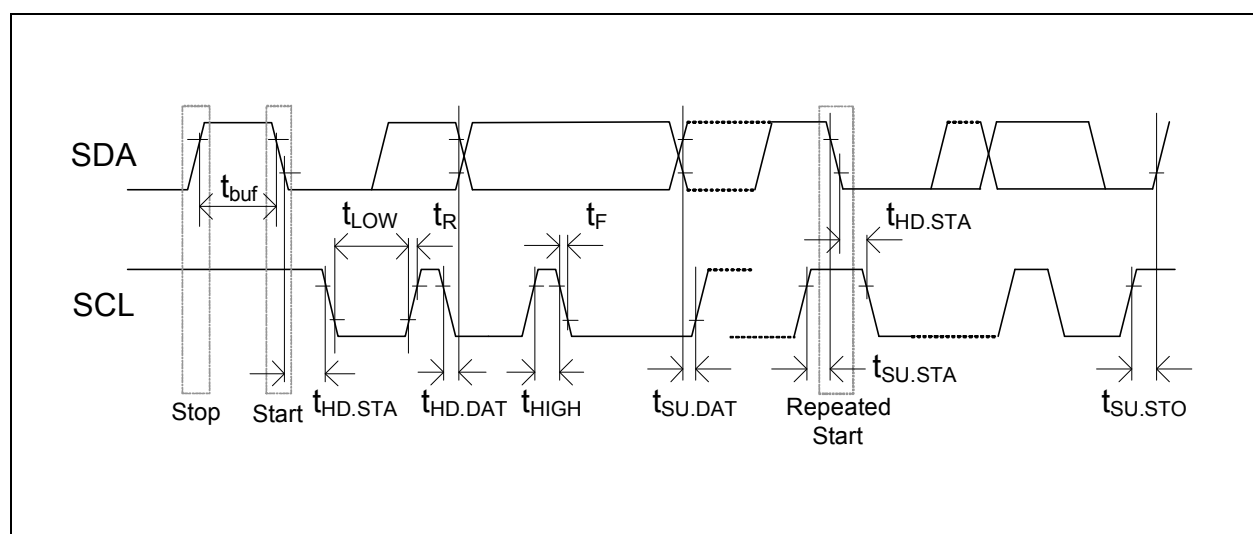 SDA
tbuf
tLOW
tR
tF
tHD.STA
SCL
tHD.STA
tHD.DAT
tHIGH
tSU.DAT
tSU.STA
tSU.STO
Stop
Start
Repeated
Start